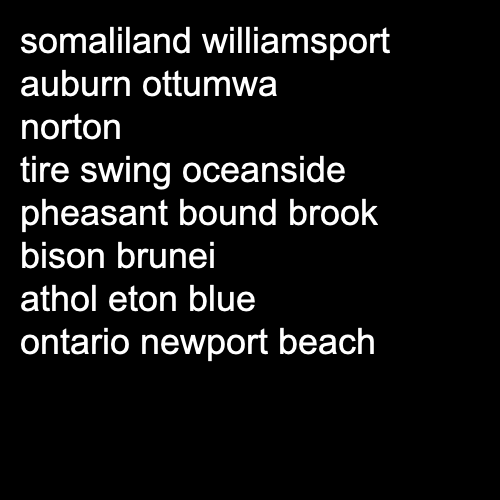 somaliland williamsport
auburn ottumwa
norton
tire swing oceanside
pheasant bound brook
bison brunei
athol eton blue
ontario newport beach